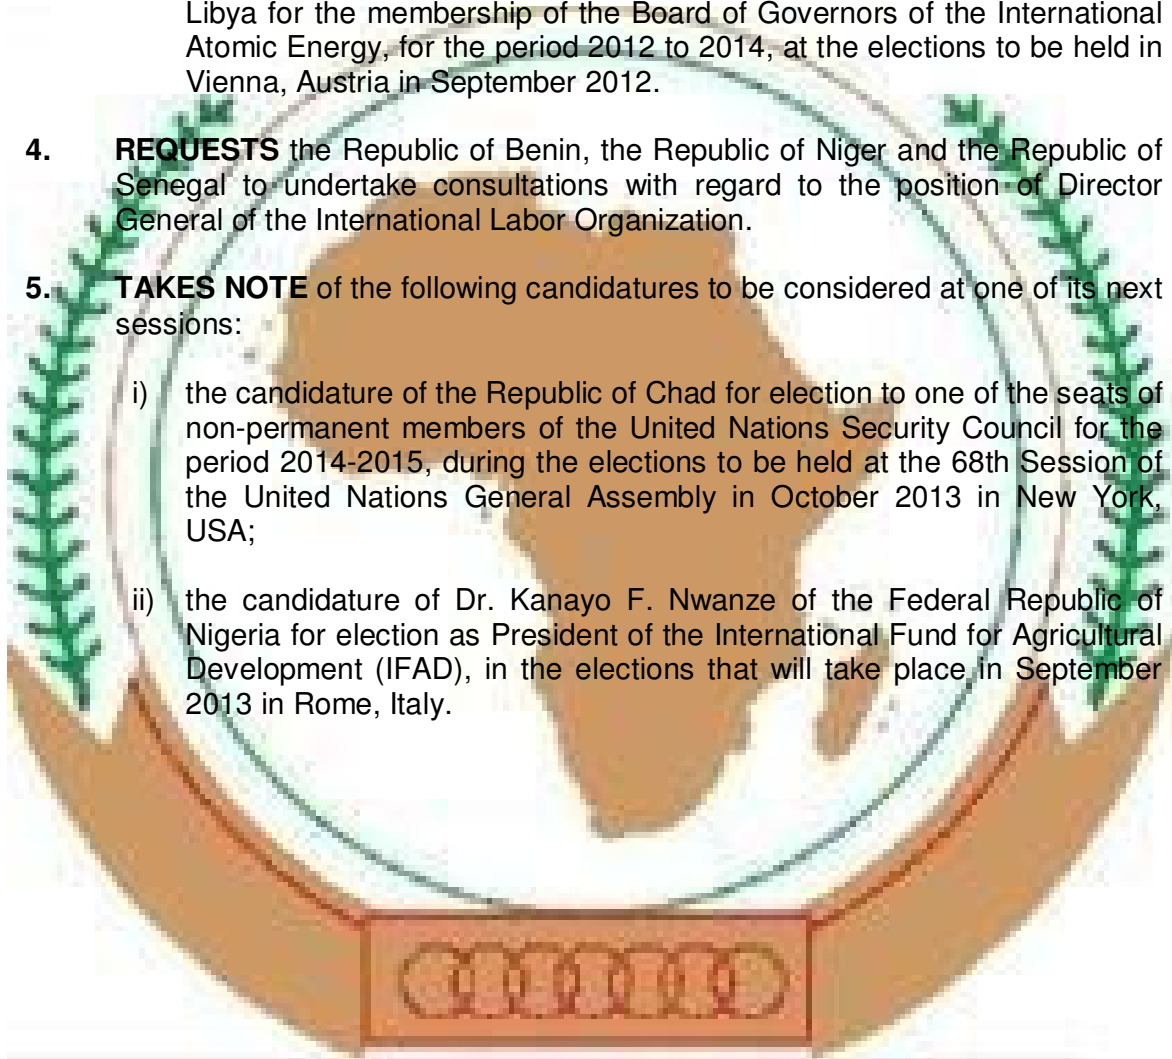 Libya for the membership of the Board of Governors of the International
Atomic Energy, for the period 2012 to 2014, at the elections to be held in
Vienna, Austria in September 2012.
4. REQUESTS the Republic of Benin, the Republic of Niger and the Republic of
Senegal to undertake consultations with regard to the position of Director
General of the International Labor Organization.
5. TAKES NOTE of the following candidatures to be considered at one of its next
sessions:
i) the candidature of the Republic of Chad for election to one of the seats of
non-permanent members of the United Nations Security Council for the
period 2014-2015, during the elections to be held at the 68th Session of
the United Nations General Assembly in October 2013 in New York,
USA;
ii) the candidature of Dr. Kanayo F. Nwanze of the Federal Republic of
Nigeria for election as President of the International Fund for Agricultural
Development (IFAD), in the elections that will take place in September
2013 in Rome, Italy.